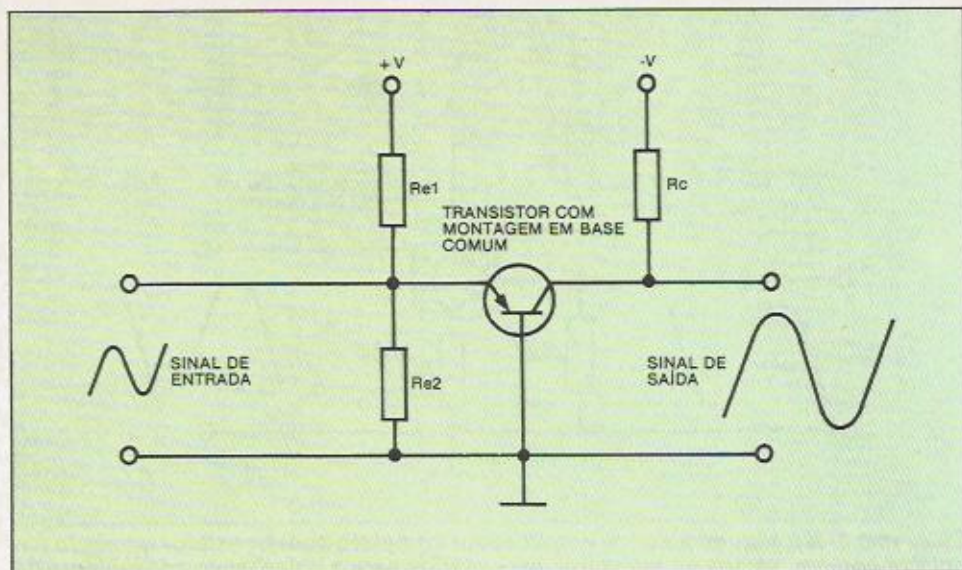 +V
-V
Re1
Rc
TRANSISTOR COM
MONTAGEM EM BASE
COMUM
SINAL DE
ENTRADA
Re2
SINAL DE
SAÍDA